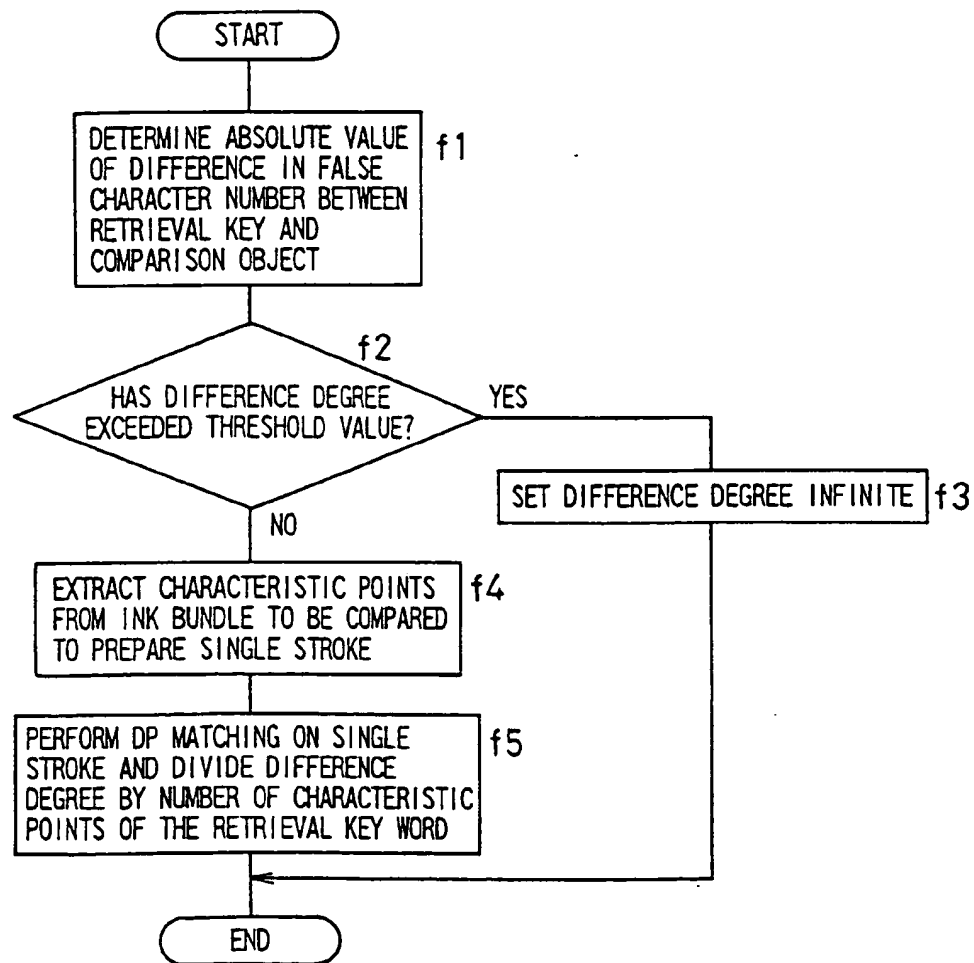 START
DETERMINE ABSOLUTE VALUE
OF DIFFERENCE IN FALSE
CHARACTER NUMBER BETWEEN
RETRIEVAL KEY AND
COMPARISON OBJECT
f1
f2
HAS DIFFERENCE DEGREE
EXCEEDED THRESHOLD VALUE?
YES
SET DIFFERENCE DEGREE INFINITE
f3
NO
EXTRACT CHARACTERISTIC POINTS
FROM INK BUNDLE TO BE COMPARED
TO PREPARE SINGLE STROKE
f4
PERFORM DP MATCHING ON SINGLE
STROKE AND DIVIDE DIFFERENCE
DEGREE BY NUMBER OF CHARACTERISTIC
POINTS OF THE RETRIEVAL KEY WORD
f5
END